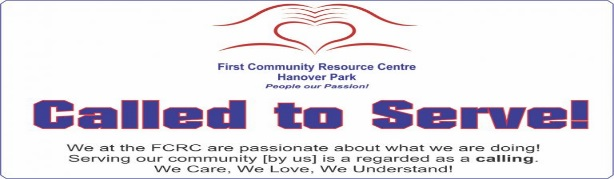 First Community Resource Centre
Hanover Park
People our Passion!
Called to Serve!
We at the FCRC are passionate about what we are doing!
Serving our community [by us] is a regarded as a calling.
We Care, We Love, We Understand!